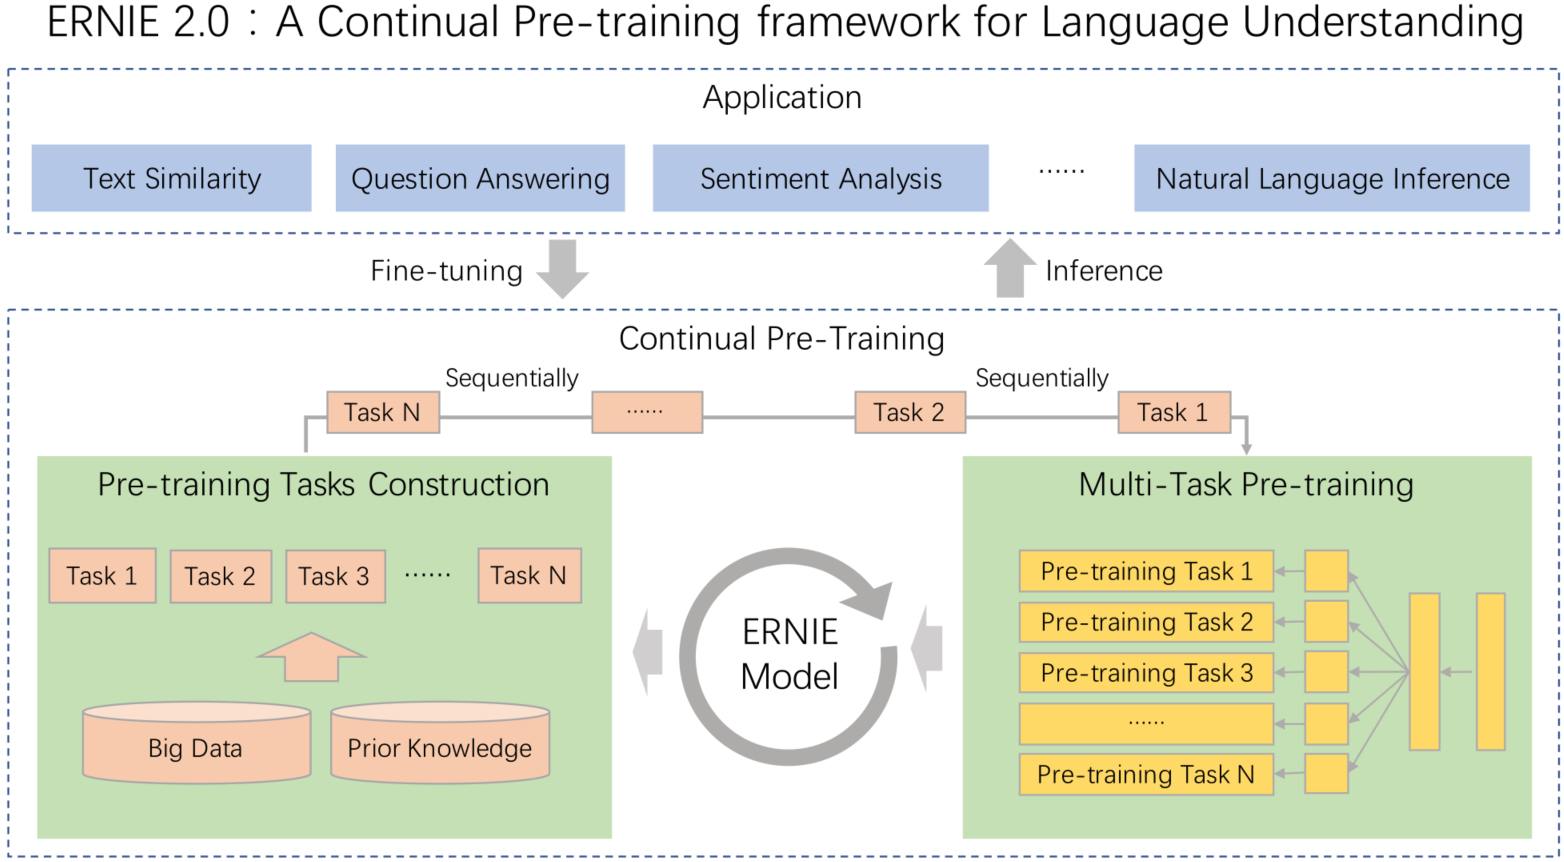 ERNIE 2.0：A Continual Pre-training framework for Language Understanding
Application
Text Similarity
Question Answering
Sentiment Analysis
......
Natural Language Inference
Fine-tuning
Inference
Continual Pre-Training
Sequentially
Sequentially
Task N
......
Task 2
Task 1
Pre-training Tasks Construction
Task 1
Task 2
Task 3
......
Task N
Big Data
Prior Knowledge
ERNIE
Model
Multi-Task Pre-training
Pre-training Task 1
Pre-training Task 2
Pre-training Task 3
......
Pre-training Task N